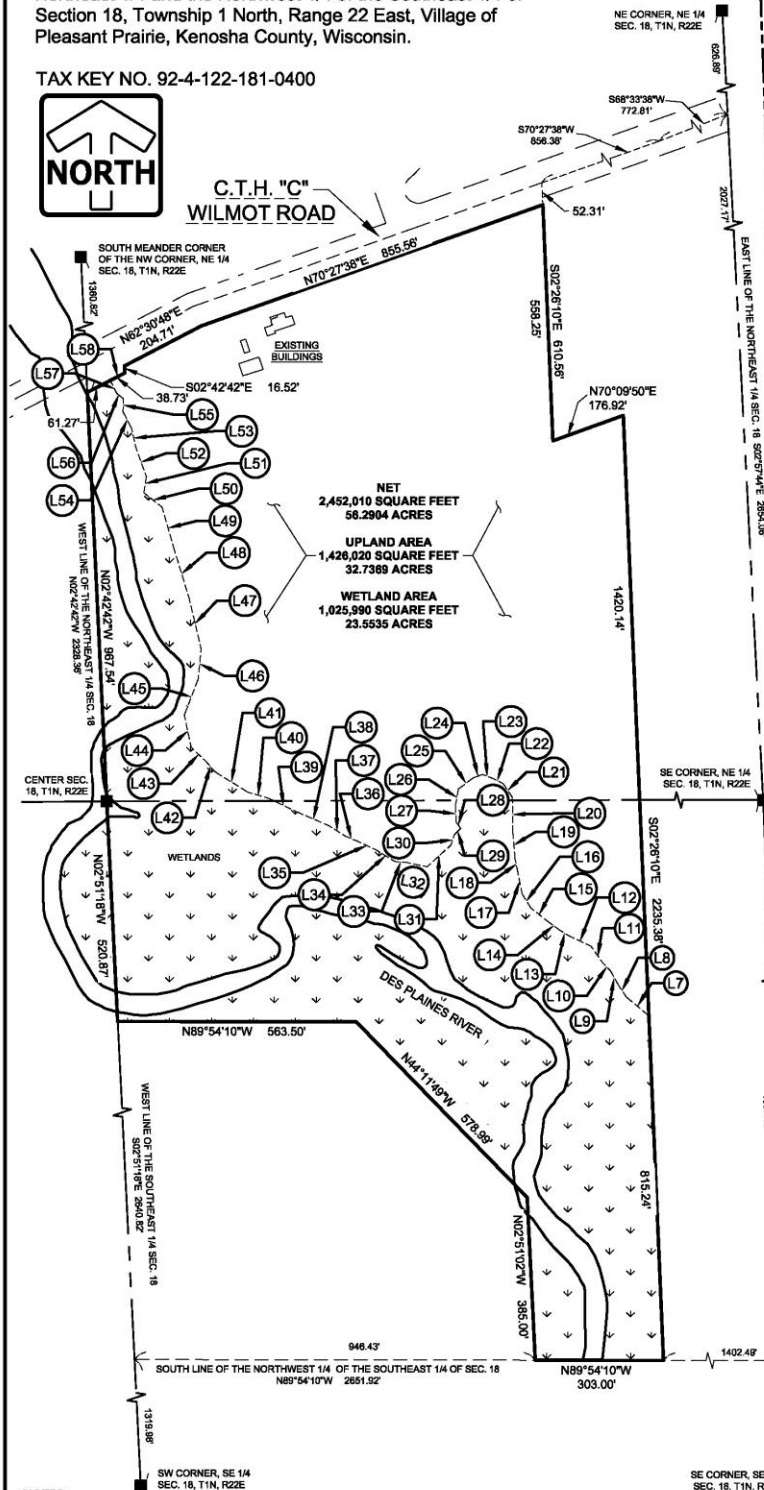 Section 18, Township 1 North, Range 22 East, Village of
Pleasant Prairie, Kenosha County, Wisconsin.
TAX KEY NO. 92-4-122-181-0400
NORTH
NE CORNER, NE 1/4
SEC. 18, T1N, R22E
626.89'
S68°33'38"W
772.81'
S70°27'38"W
856.38'
C.T.H. "C"
WILMOT ROAD
52.31'
2027.17'
SOUTH MEANDER CORNER
OF THE NW CORNER, NE 1/4
SEC. 18, T1N, R22E
1360.82'
N70°27'38"E 855.56'
N62°30'48"E
204.71'
EXISTING
BUILDINGS
S02°26'10"E 610.56'
558.25'
EAST LINE OF THE NORTHEAST 1/4 SEC. 18 S02°57'44"E 2654.06'
L58
L57
S02°42'42"E 16.52'
38.73'
61.27'
N70°09'50"E
176.92'
L55
L53
L56
L52
L51
L54
L50
L49
L48
L47
NET
2,452,010 SQUARE FEET
56.2904 ACRES
UPLAND AREA
1,426,020 SQUARE FEET
32.7369 ACRES
WETLAND AREA
1,025,990 SQUARE FEET
23.5535 ACRES
WEST LINE OF THE NORTHEAST 1/4 SEC. 18
N02°42'42"W 2328.36'
N02°42'42"W 967.54'
1420.14'
L46
L45
L44
L43
L42
L41
L40
L39
L38
L37
L36
L24
L23
L25
L22
L26
L21
L27
L28
L20
L30
L19
L29
L18
L16
CENTER SEC.
18, T1N, R22E
SE CORNER, NE 1/4
SEC. 18, T1N, R22E
WETLANDS
L35
L34
L33
L32
L31
L17
L15
L12
L14
L11
L13
L10
L8
L7
L9
S02°26'10"E 2235.38'
N02°51'18"W 520.87'
DES PLAINES RIVER
N89°54'10"W 563.50'
N44°11'49"W 578.99'
WEST LINE OF THE SOUTHEAST 1/4 SEC. 18
S02°51'18"E 2640.82'
815.24'
N02°51'02"W 385.00'
946.43'
SOUTH LINE OF THE NORTHWEST 1/4 OF THE SOUTHEAST 1/4 OF SEC. 18
N89°54'10"W 2651.92'
N89°54'10"W
303.00'
1402.49'
1319.98'
SW CORNER, SE 1/4
SEC. 18, T1N, R22E
SE CORNER, SE
SEC. 18, T1N, R